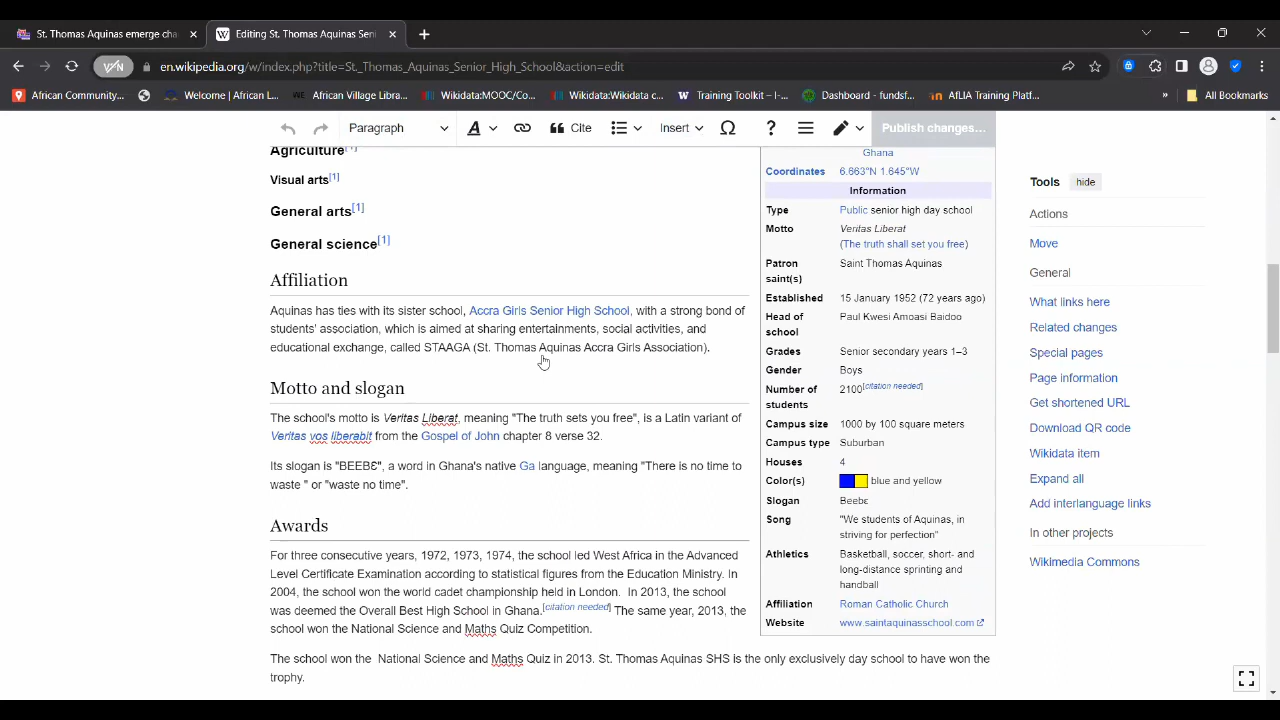 St. Thomas Aquinas emerge cha
Editing St. Thomas Aquinas Seni
VPN
en.wikipedia.org/w/index.php?title=St._Thomas_Aquinas_Senior_High_School&action=edit
African Community...
Welcome | African L...
African Village Libra...
Wikidata:MOOC/Co...
Wikidata:Wikidata c...
Training Toolkit – I-...
Dashboard - fundsf...
AfLIA Training Platf...
»
All Bookmarks
Paragraph
A
Cite
Insert
Ω
?
Publish changes...
Agriculture[1]
Visual arts[1]
General arts[1]
General science[1]
Affiliation
Aquinas has ties with its sister school, Accra Girls Senior High School, with a strong bond of
students' association, which is aimed at sharing entertainments, social activities, and
educational exchange, called STAAGA (St. Thomas Aquinas Accra Girls Association).
Motto and slogan
The school's motto is Veritas Liberat, meaning "The truth sets you free", is a Latin variant of
Veritas vos liberabit from the Gospel of John chapter 8 verse 32.
Its slogan is "BEEBƐ", a word in Ghana's native Ga language, meaning "There is no time to
waste " or "waste no time".
Awards
For three consecutive years, 1972, 1973, 1974, the school led West Africa in the Advanced
Level Certificate Examination according to statistical figures from the Education Ministry. In
2004, the school won the world cadet championship held in London.  In 2013, the school
was deemed the Overall Best High School in Ghana.[citation needed] The same year, 2013, the
school won the National Science and Maths Quiz Competition.
The school won the  National Science and Maths Quiz in 2013. St. Thomas Aquinas SHS is the only exclusively day school to have won the
trophy.
Ghana
Coordinates 6.663°N 1.645°W
Information
Type Public senior high day school
Motto Veritas Liberat
(The truth shall set you free)
Patron Saint Thomas Aquinas
saint(s)
Established 15 January 1952 (72 years ago)
Head of Paul Kwesi Amoasi Baidoo
school
Grades Senior secondary years 1–3
Gender Boys
Number of 2100[citation needed]
students
Campus size 1000 by 100 square meters
Campus type Suburban
Houses 4
Color(s) blue and yellow
Slogan Beebɛ
Song "We students of Aquinas, in
striving for perfection"
Athletics Basketball, soccer, short- and
long-distance sprinting and
handball
Affiliation Roman Catholic Church
Website www.saintaquinasschool.com
Tools hide
Actions
Move
General
What links here
Related changes
Special pages
Page information
Get shortened URL
Download QR code
Wikidata item
Expand all
Add interlanguage links
In other projects
Wikimedia Commons